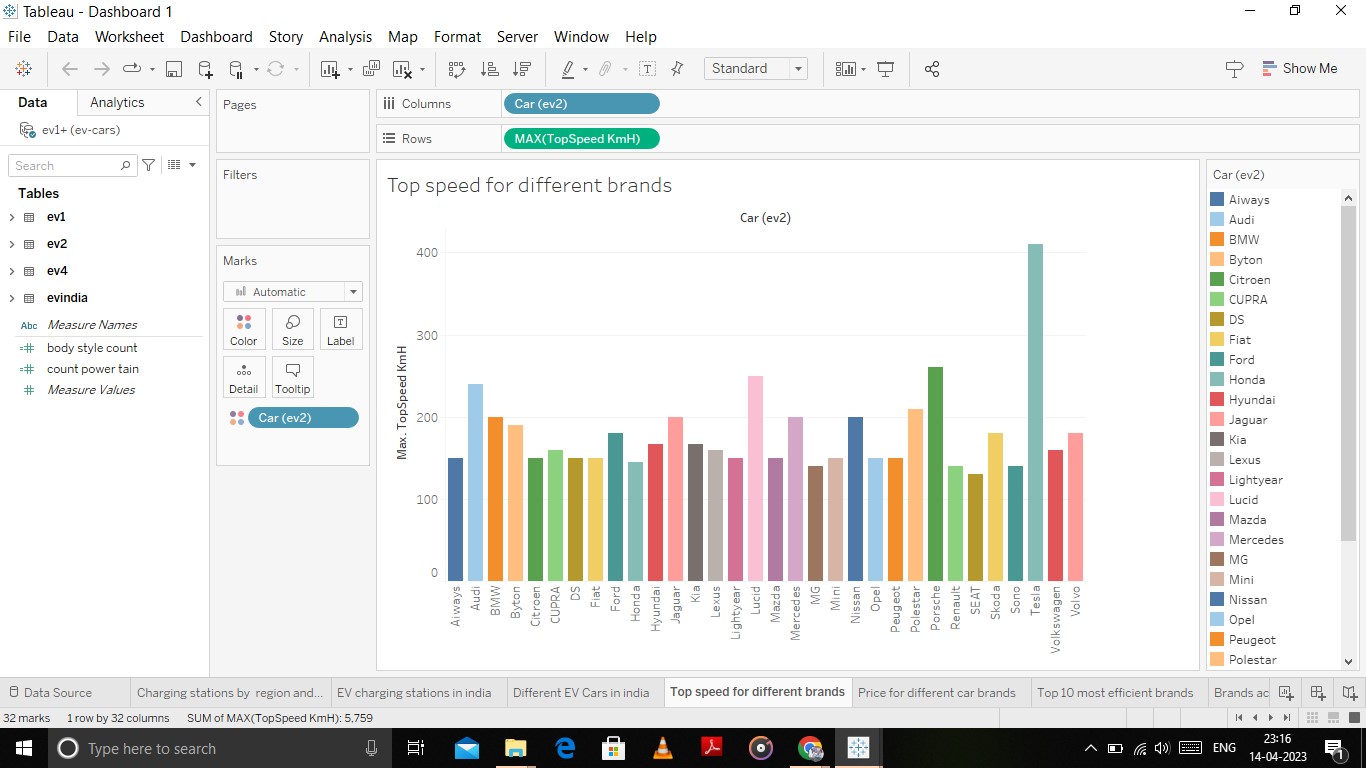 Tableau - Dashboard 1
File Data Worksheet Dashboard Story Analysis Map Format Server Window Help
Standard
Show Me
Data Analytics
ev1+ (ev-cars)
Search
Tables
ev1
ev2
ev4
evindia
Abc Measure Names
body style count
count power tain
Measure Values
Pages
Filters
Marks
Automatic
Color Size Label
Detail Tooltip
Car (ev2)
Columns Car (ev2)
Rows MAX(TopSpeed KmH)
Top speed for different brands
Car (ev2)
Max. TopSpeed KmH
400
300
200
100
0
Aiways
Audi
BMW
Byton
Citroen
CUPRA
DS
Fiat
Ford
Honda
Hyundai
Jaguar
Kia
Lexus
Lightyear
Lucid
Mazda
Mercedes
MG
Mini
Nissan
Opel
Peugeot
Polestar
Porsche
Renault
SEAT
Skoda
Sono
Tesla
Volkswagen
Volvo
Car (ev2)
Aiways
Audi
BMW
Byton
Citroen
CUPRA
DS
Fiat
Ford
Honda
Hyundai
Jaguar
Kia
Lexus
Lightyear
Lucid
Mazda
Mercedes
MG
Mini
Nissan
Opel
Peugeot
Polestar
Data Source Charging stations by region and... EV charging stations in india Different EV Cars in india Top speed for different brands Price for different car brands Top 10 most efficient brands Brands ac
32 marks 1 row by 32 columns SUM of MAX(TopSpeed KmH): 5,759
Type here to search
ENG
23:16
14-04-2023
1